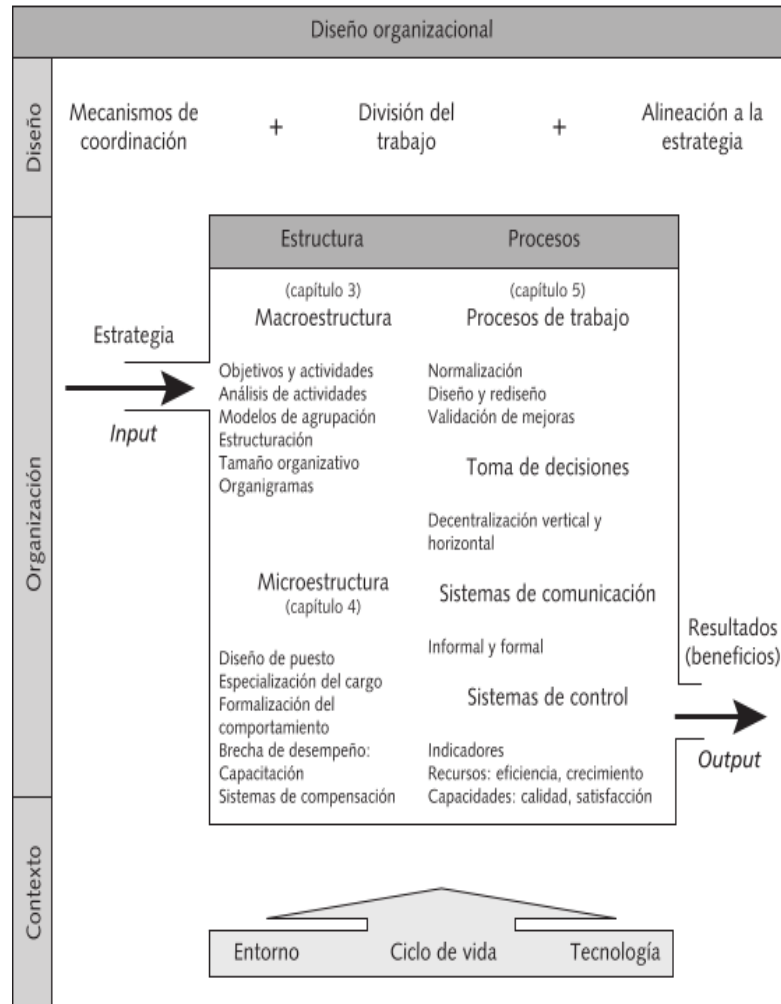 Diseño organizacional
Diseño
Mecanismos de
coordinación
+
División del
trabajo
+
Alineación a la
estrategia
Organización
Estrategia
Input
Estructura
(capítulo 3)
Macroestructura
Objetivos y actividades
Análisis de actividades
Modelos de agrupación
Estructuración
Tamaño organizativo
Organigramas
Microestructura
(capítulo 4)
Diseño de puesto
Especialización del cargo
Formalización del
comportamiento
Brecha de desempeño:
Capacitación
Sistemas de compensación
Procesos
(capítulo 5)
Procesos de trabajo
Normalización
Diseño y rediseño
Validación de mejoras
Toma de decisiones
Decentralización vertical y
horizontal
Sistemas de comunicación
Informal y formal
Sistemas de control
Indicadores
Recursos: eficiencia, crecimiento
Capacidades: calidad, satisfacción
Resultados
(beneficios)
Output
Contexto
Entorno
Ciclo de vida
Tecnología